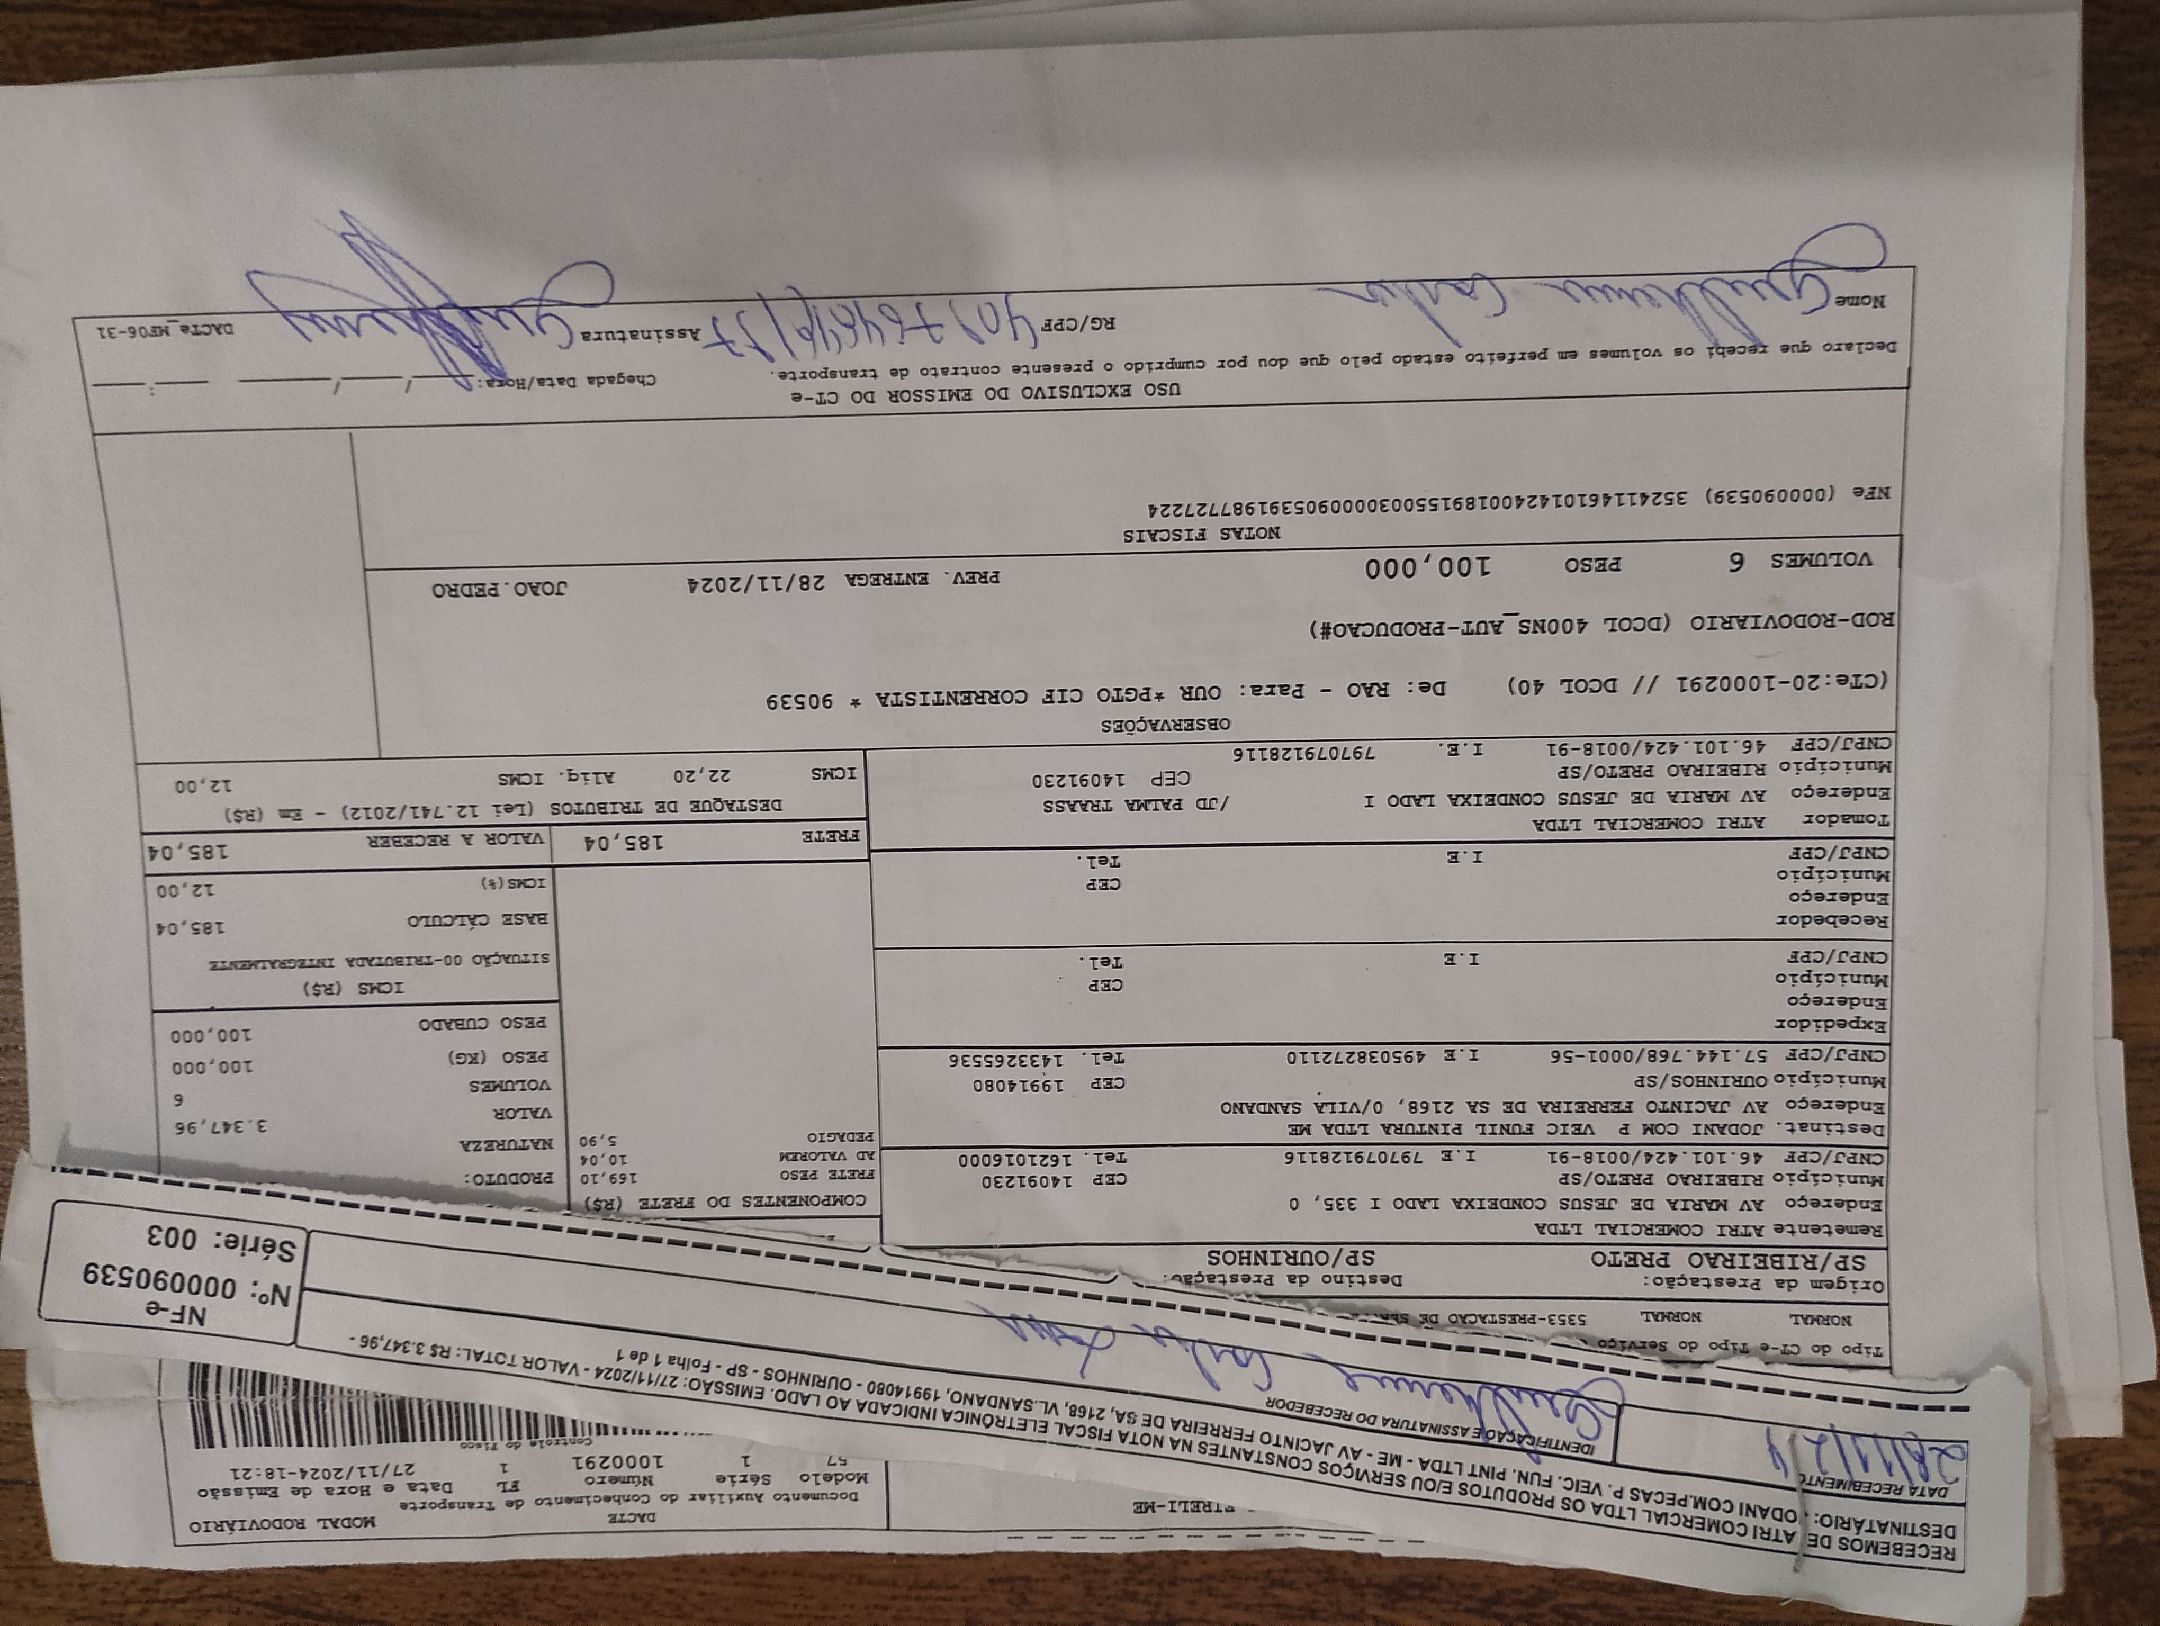 RECEBEMOS DE ATRI COMERCIAL LTDA OS PRODUTOS E/OU SERVIÇOS CONSTANTES NA NOTA FISCAL ELETRÔNICA INDICADA AO LADO. EMISSÃO: 27/11/2024 - VALOR TOTAL: R$ 3.347,96 -
DESTINATÁRIO: ODANI COM.PECAS P. VEIC. FUN. PINT LTDA - ME - AV JACINTO FERREIRA DE SA, 2168, VL.SANDANO, 19914080 - OURINHOS - SP - Folha 1 de 1
DATA RECEBIMENTO
28/11/24
IDENTIFICAÇÃO E ASSINATURA DO RECEBEDOR
Guilherme
NF-e
Nº: 000090539
Série: 003
TRELI-ME
DACTE
MODAL RODOVIÁRIO
Documento Auxiliar do Conhecimento de Transporte
Modelo Série Número FL Data e Hora de Emissão
57 1 1000291 1 27/11/2024-18:21
Controle do Fisco
Tipo do CT-e Tipo do Serviço
NORMAL NORMAL 5353-PRESTACAO DE
Origem da Prestação: Destino da Prestação:
SP/RIBEIRAO PRETO SP/OURINHOS
Remetente ATRI COMERCIAL LTDA
Endereço AV MARIA DE JESUS CONDEIXA LADO I 335, 0
Município RIBEIRAO PRETO/SP CEP 14091230
CNPJ/CPF 46.101.424/0018-91 I.E 797079128116 Tel. 1621016000
Destinat. JODANI COM P VEIC FUNIL PINTURA LTDA ME
Endereço AV JACINTO FERREIRA DE SA 2168, 0/VILA SANDANO
Município OURINHOS/SP CEP 19914080
CNPJ/CPF 57.144.768/0001-56 I.E 495038272110 Tel. 1433265536
Expedidor
Endereço
Município CEP
CNPJ/CPF I.E Tel.
Recebedor
Endereço
Município CEP
CNPJ/CPF I.E Tel.
Tomador ATRI COMERCIAL LTDA
Endereço AV MARIA DE JESUS CONDEIXA LADO I /JD PALMA TRAASS
Município RIBEIRAO PRETO/SP CEP 14091230
CNPJ/CPF 46.101.424/0018-91 I.E. 797079128116
COMPONENTES DO FRETE (R$)
FRETE PESO 169,10
AD VALOREM 10,04
PEDAGIO 5,90
PRODUTO:
NATUREZA
VALOR 3.347,96
VOLUMES 6
PESO (KG) 100,000
PESO CUBADO 100,000
ICMS (R$)
SITUAÇÃO 00-TRIBUTADA INTEGRALMENTE
BASE CÁLCULO 185,04
ICMS(%) 12,00
FRETE 185,04 VALOR A RECEBER 185,04
DESTAQUE DE TRIBUTOS (Lei 12.741/2012) - Em (R$)
ICMS 22,20 Aliq. ICMS 12,00
OBSERVAÇÕES
(CTe:20-1000291 // DCOL 40) De: RAO - Para: OUR *PGTO CIF CORRENTISTA * 90539
ROD-RODOVIARIO (DCOL 400NS_AUT-PRODUCAO#)
VOLUMES 6 PESO 100,000 PREV. ENTREGA 28/11/2024 JOAO.PEDRO
NOTAS FISCAIS
NFe (000090539) 35241146101424001891550030000905391987727224
USO EXCLUSIVO DO EMISSOR DO CT-e
Declaro que recebi os volumes em perfeito estado pelo que dou por cumprido o presente contrato de transporte. Chegada Data/Hora: __/__/__ __:__
Nome Guilherme RG/CPF Assinatura Guilherme DACTe_MF06-31